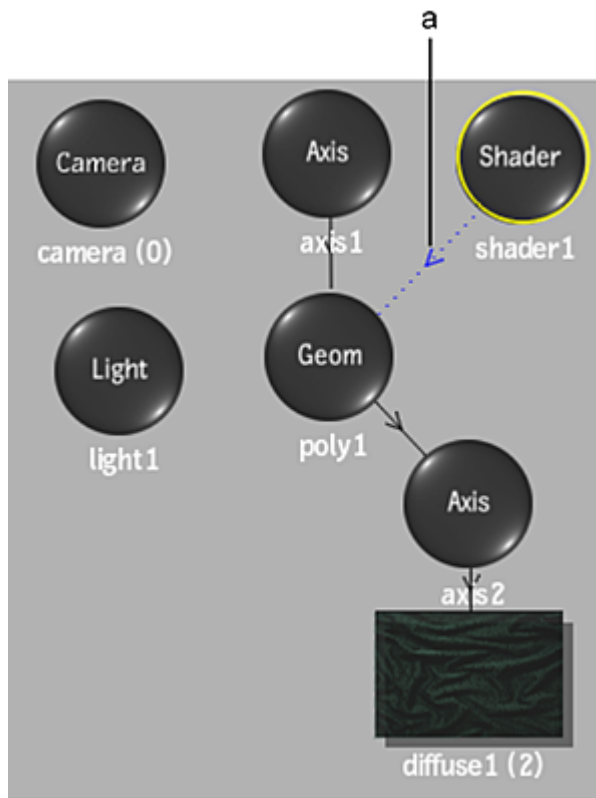 a
Camera
Axis
Shader
camera (0)
axis1
shader1
Light
Geom
light1
poly1
Axis
axis2
diffuse1 (2)